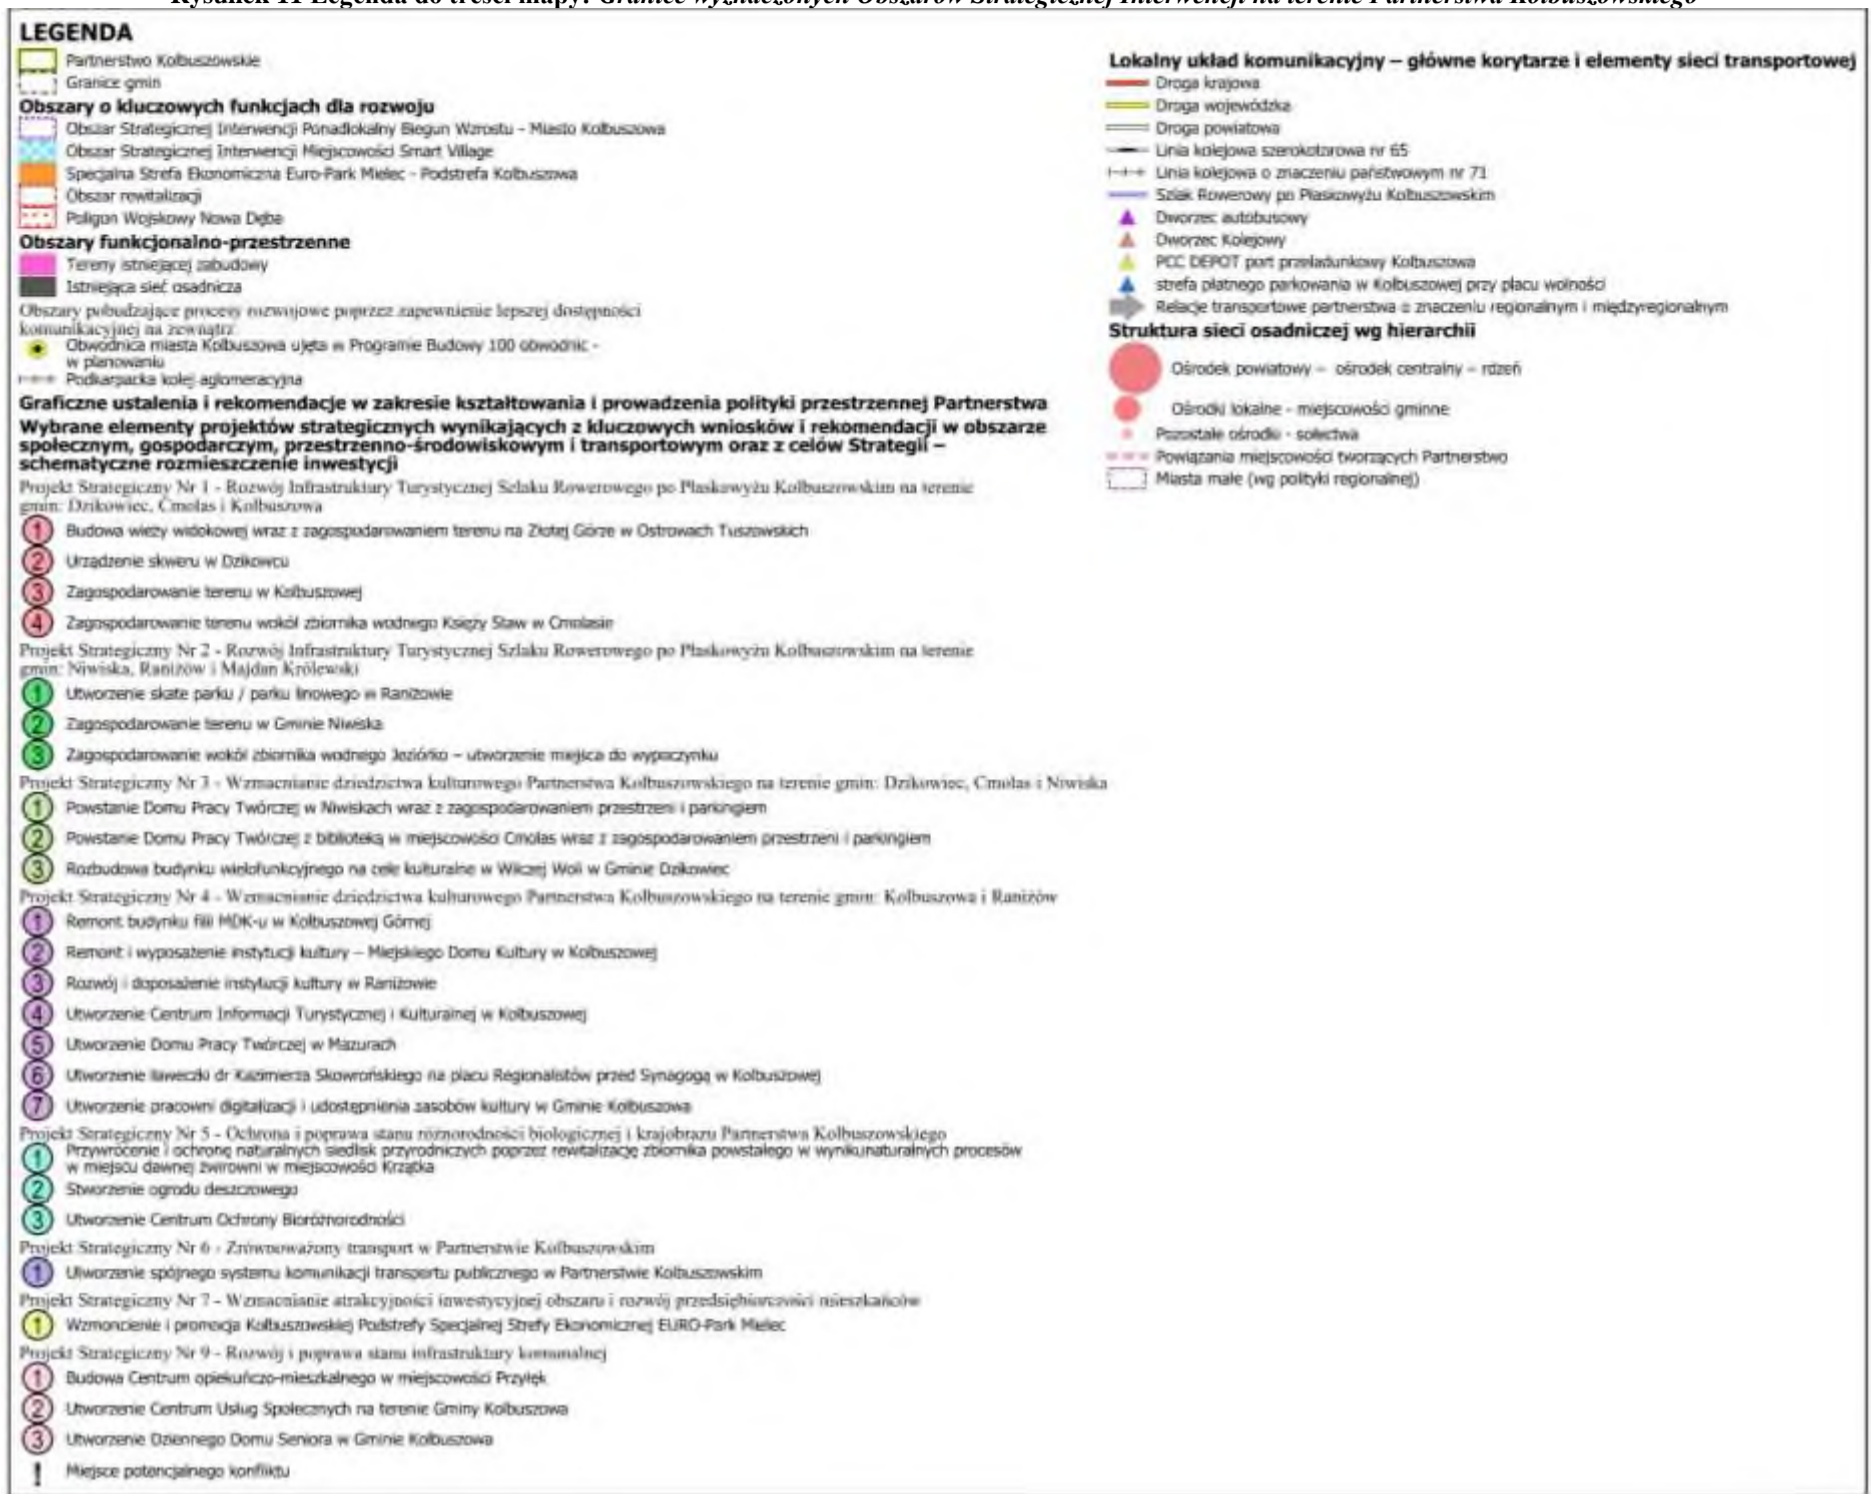 Rysunek 11 Legenda do treści mapy: Granice wyznaczonych Obszarów Strategicznej Interwencji na terenie Partnerstwa Kolbuszowskiego
LEGENDA
Partnerstwo Kolbuszowskie
Granice gmin
Obszary o kluczowych funkcjach dla rozwoju
Obszar Strategicznej Interwencji Ponadlokalny Biegun Wzrostu - Miasto Kolbuszowa
Obszar Strategicznej Interwencji Miejscowości Smart Village
Specjalna Strefa Ekonomiczna Euro-Park Mielec - Podstrefa Kolbuszowa
Obszar rewitalizacji
Poligon Wojskowy Nowa Dęba
Obszary funkcjonalno-przestrzenne
Tereny istniejącej zabudowy
Istniejąca sieć osadnicza
Obszary pobudzające procesy rozwojowe poprzez zapewnienie lepszej dostępności
komunikacyjnej na zewnątrz
Obwodnica miasta Kolbuszowa ujęta w Programie Budowy 100 obwodnic -
w planowaniu
Podkarpacka kolej aglomeracyjna
Graficzne ustalenia i rekomendacje w zakresie kształtowania i prowadzenia polityki przestrzennej Partnerstwa
Wybrane elementy projektów strategicznych wynikających z kluczowych wniosków i rekomendacji w obszarze
społecznym, gospodarczym, przestrzenno-środowiskowym i transportowym oraz z celów Strategii –
schematyczne rozmieszczenie inwestycji
Projekt Strategiczny Nr 1 - Rozwój Infrastruktury Turystycznej Szlaku Rowerowego po Płaskowyżu Kolbuszowskim na terenie
gmin: Dzikowiec, Cmolas i Kolbuszowa
1 Budowa wieży widokowej wraz z zagospodarowaniem terenu na Złotej Górze w Ostrowach Tuszowskich
2 Urządzenie skweru w Dzikowcu
3 Zagospodarowanie terenu w Kolbuszowej
4 Zagospodarowanie terenu wokół zbiornika wodnego Księży Staw w Cmolasie
Projekt Strategiczny Nr 2 - Rozwój Infrastruktury Turystycznej Szlaku Rowerowego po Płaskowyżu Kolbuszowskim na terenie
gmin: Niwiska, Raniżów i Majdan Królewski
1 Utworzenie skate parku / parku linowego w Raniżowie
2 Zagospodarowanie terenu w Gminie Niwiska
3 Zagospodarowanie wokół zbiornika wodnego Jeziórko – utworzenie miejsca do wypoczynku
Projekt Strategiczny Nr 3 - Wzmacnianie dziedzictwa kulturowego Partnerstwa Kolbuszowskiego na terenie gmin: Dzikowiec, Cmolas i Niwiska
1 Powstanie Domu Pracy Twórczej w Niwiskach wraz z zagospodarowaniem przestrzeni i parkingiem
2 Powstanie Domu Pracy Twórczej z biblioteką w miejscowości Cmolas wraz z zagospodarowaniem przestrzeni i parkingiem
3 Rozbudowa budynku wielofunkcyjnego na cele kulturalne w Wilczej Woli w Gminie Dzikowiec
Projekt Strategiczny Nr 4 - Wzmacnianie dziedzictwa kulturowego Partnerstwa Kolbuszowskiego na terenie gmin: Kolbuszowa i Raniżów
1 Remont budynku filii MDK-u w Kolbuszowej Górnej
2 Remont i wyposażenie instytucji kultury – Miejskiego Domu Kultury w Kolbuszowej
3 Rozwój i doposażenie instytucji kultury w Raniżowie
4 Utworzenie Centrum Informacji Turystycznej i Kulturalnej w Kolbuszowej
5 Utworzenie Domu Pracy Twórczej w Mazurach
6 Utworzenie ławeczki dr Kazimierza Skowrońskiego na placu Regionalistów przed Synagogą w Kolbuszowej
7 Utworzenie pracowni digitalizacji i udostępnienia zasobów kultury w Gminie Kolbuszowa
Projekt Strategiczny Nr 5 - Ochrona i poprawa stanu różnorodności biologicznej i krajobrazu Partnerstwa Kolbuszowskiego
1 Przywrócenie i ochronę naturalnych siedlisk przyrodniczych poprzez rewitalizację zbiornika powstałego w wynikunaturalnych procesów
w miejscu dawnej żwirowni w miejscowości Krzątka
2 Stworzenie ogrodu deszczowego
3 Utworzenie Centrum Ochrony Bioróżnorodności
Projekt Strategiczny Nr 6 - Zrównoważony transport w Partnerstwie Kolbuszowskim
1 Utworzenie spójnego systemu komunikacji transportu publicznego w Partnerstwie Kolbuszowskim
Projekt Strategiczny Nr 7 - Wzmacnianie atrakcyjności inwestycyjnej obszaru i rozwój przedsiębiorczości mieszkańców
1 Wzmoncienie i promocja Kolbuszowskiej Podstrefy Specjalnej Strefy Ekonomicznej EURO-Park Mielec
Projekt Strategiczny Nr 9 - Rozwój i poprawa stanu infrastruktury komunalnej
1 Budowa Centrum opiekuńczo-mieszkalnego w miejscowości Przyłęk
2 Utworzenie Centrum Usług Społecznych na terenie Gminy Kolbuszowa
3 Utworzenie Dziennego Domu Seniora w Gminie Kolbuszowa
! Miejsce potencjalnego konfliktu
Lokalny układ komunikacyjny – główne korytarze i elementy sieci transportowej
Droga krajowa
Droga wojewódzka
Droga powiatowa
Linia kolejowa szerokotorowa nr 65
Linia kolejowa o znaczeniu państwowym nr 71
Szlak Rowerowy po Płaskowyżu Kolbuszowskim
Dworzec autobusowy
Dworzec Kolejowy
PCC DEPOT port przeładunkowy Kolbuszowa
strefa płatnego parkowania w Kolbuszowej przy placu wolności
Relacje transportowe partnerstwa o znaczeniu regionalnym i międzyregionalnym
Struktura sieci osadniczej wg hierarchii
Ośrodek powiatowy – ośrodek centralny – rdzeń
Ośrodki lokalne - miejscowości gminne
Pozostałe ośrodki - sołectwa
Powiązania miejscowości tworzących Partnerstwo
Miasta małe (wg polityki regionalnej)